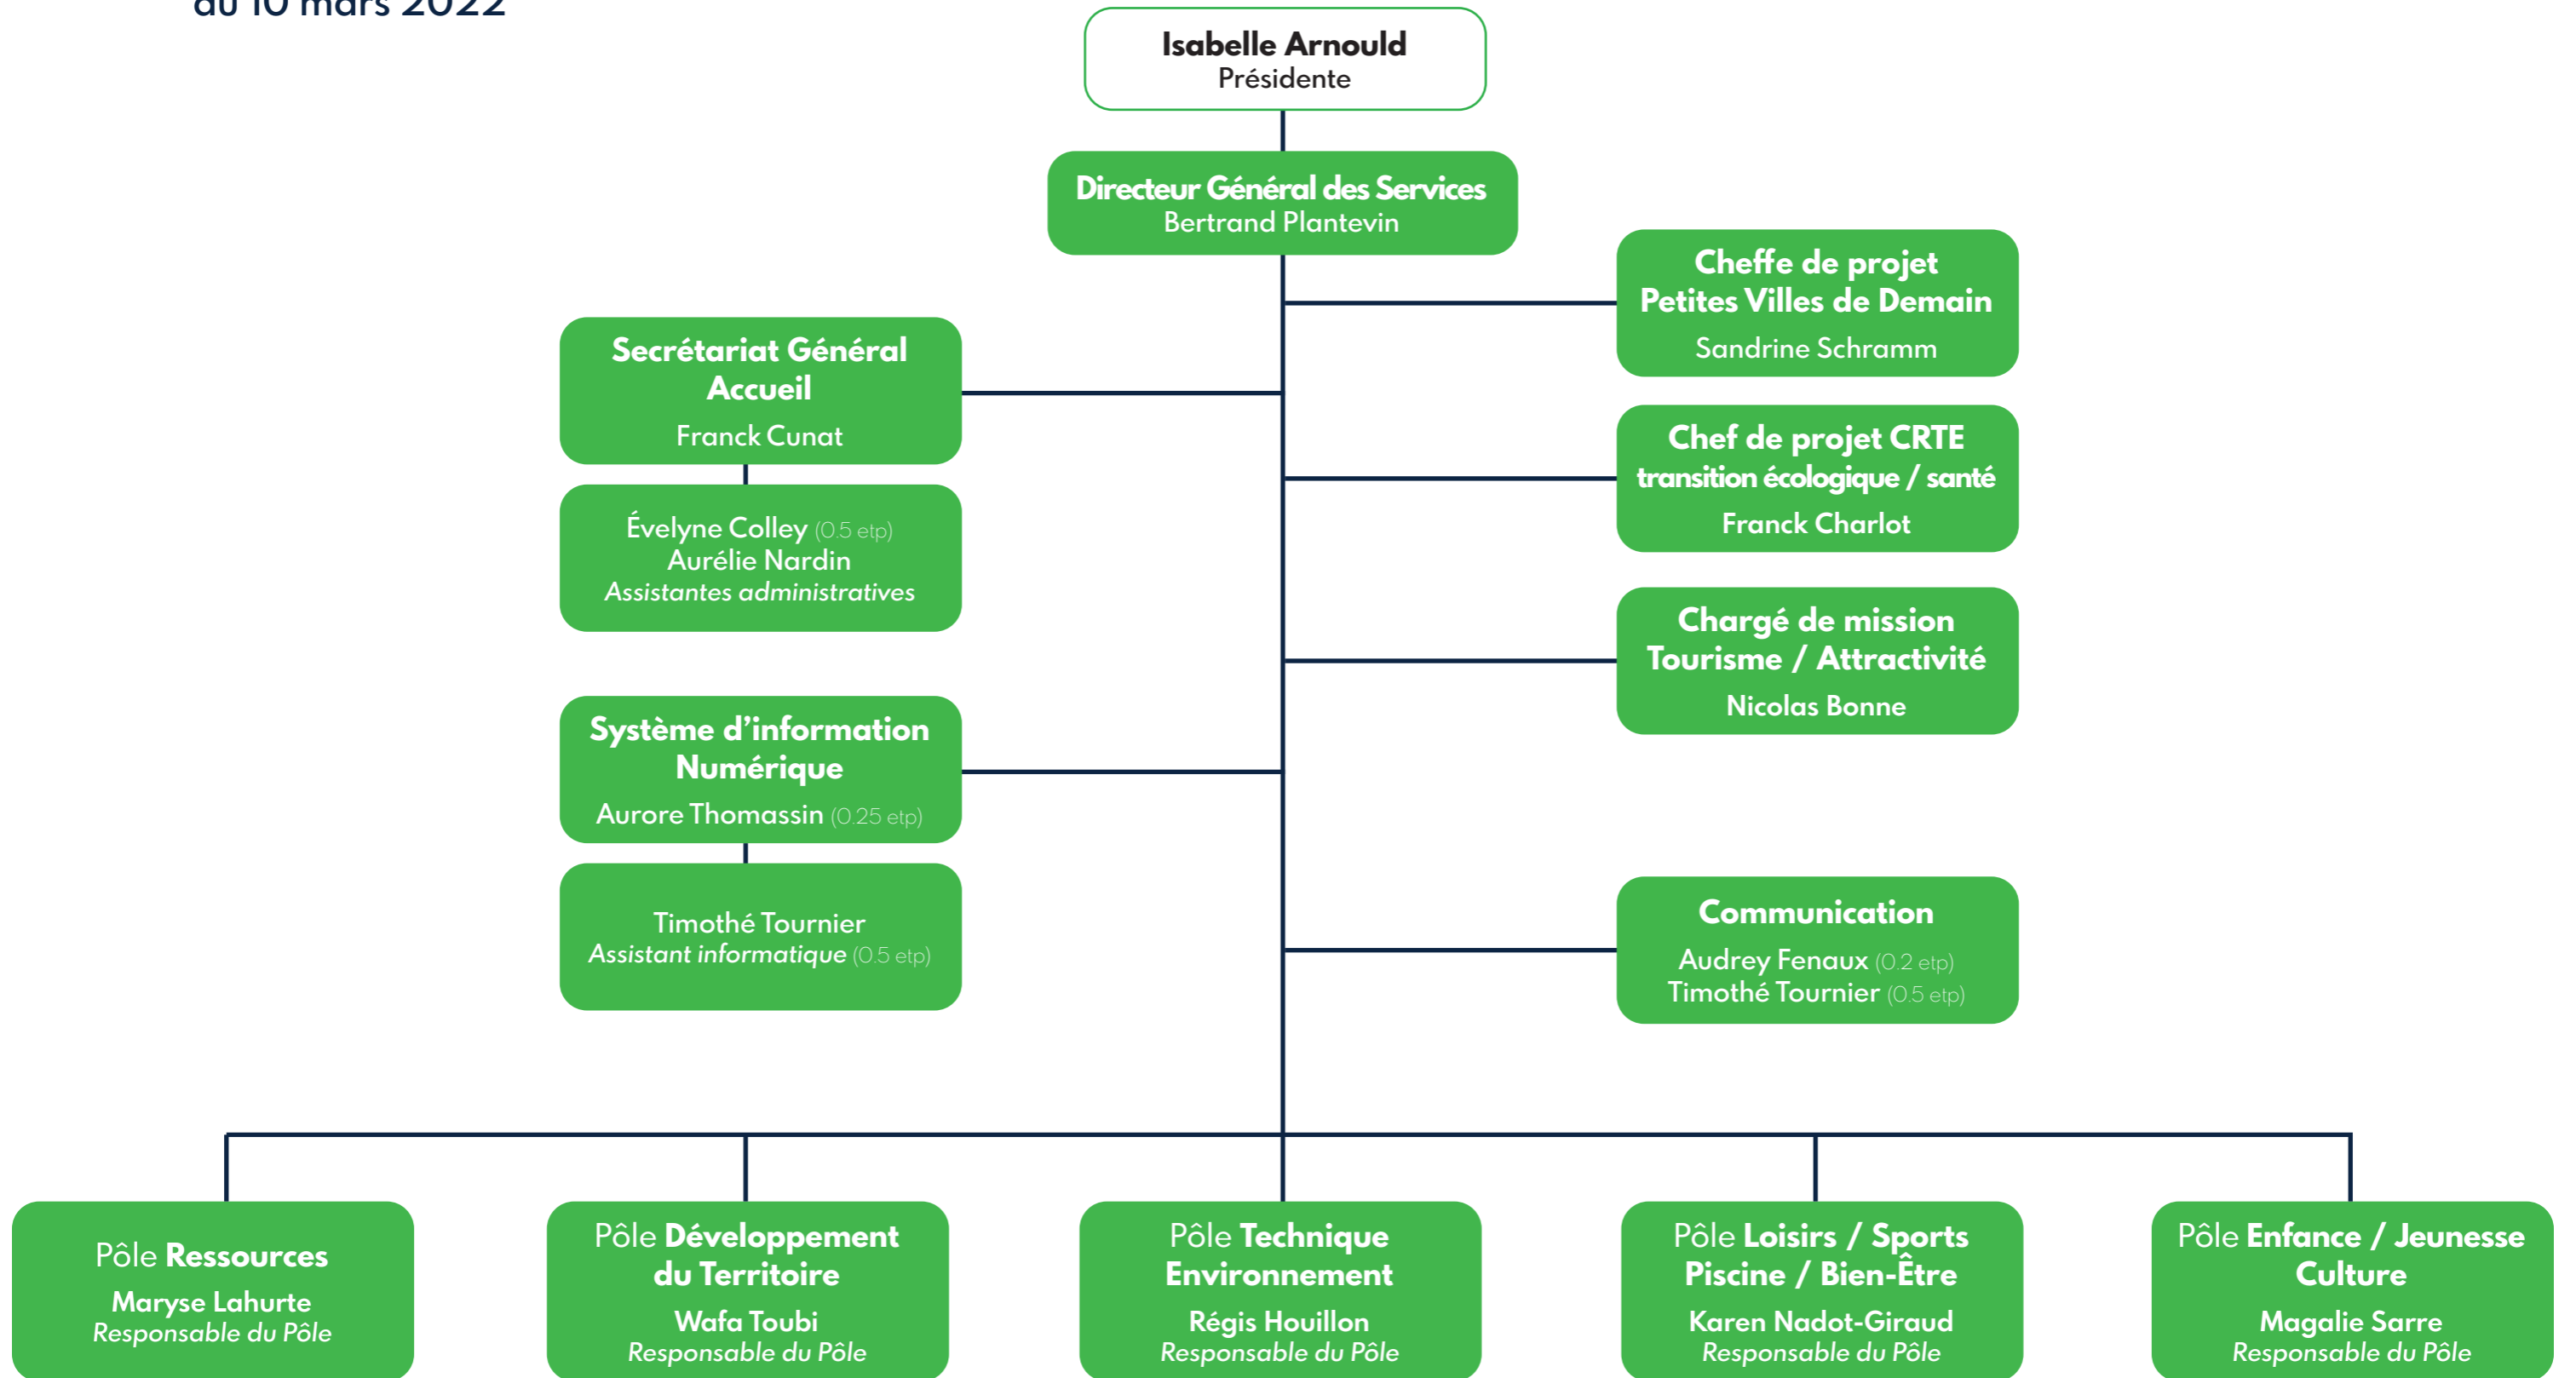 au 10 mars 2022
Isabelle Arnould
Présidente
Directeur Général des Services
Bertrand Plantevin
Cheffe de projet
Petites Villes de Demain
Sandrine Schramm
Secrétariat Général
Accueil
Franck Cunat
Chef de projet CRTE
transition écologique / santé
Franck Charlot
Évelyne Colley (0.5 etp)
Aurélie Nardin
Assistantes administratives
Chargé de mission
Tourisme / Attractivité
Nicolas Bonne
Système d’information
Numérique
Aurore Thomassin (0.25 etp)
Timothé Tournier
Assistant informatique (0.5 etp)
Communication
Audrey Fenaux (0.2 etp)
Timothé Tournier (0.5 etp)
Pôle Ressources
Maryse Lahurte
Responsable du Pôle
Pôle Développement
du Territoire
Wafa Toubi
Responsable du Pôle
Pôle Technique
Environnement
Régis Houillon
Responsable du Pôle
Pôle Loisirs / Sports
Piscine / Bien-Être
Karen Nadot-Giraud
Responsable du Pôle
Pôle Enfance / Jeunesse
Culture
Magalie Sarre
Responsable du Pôle